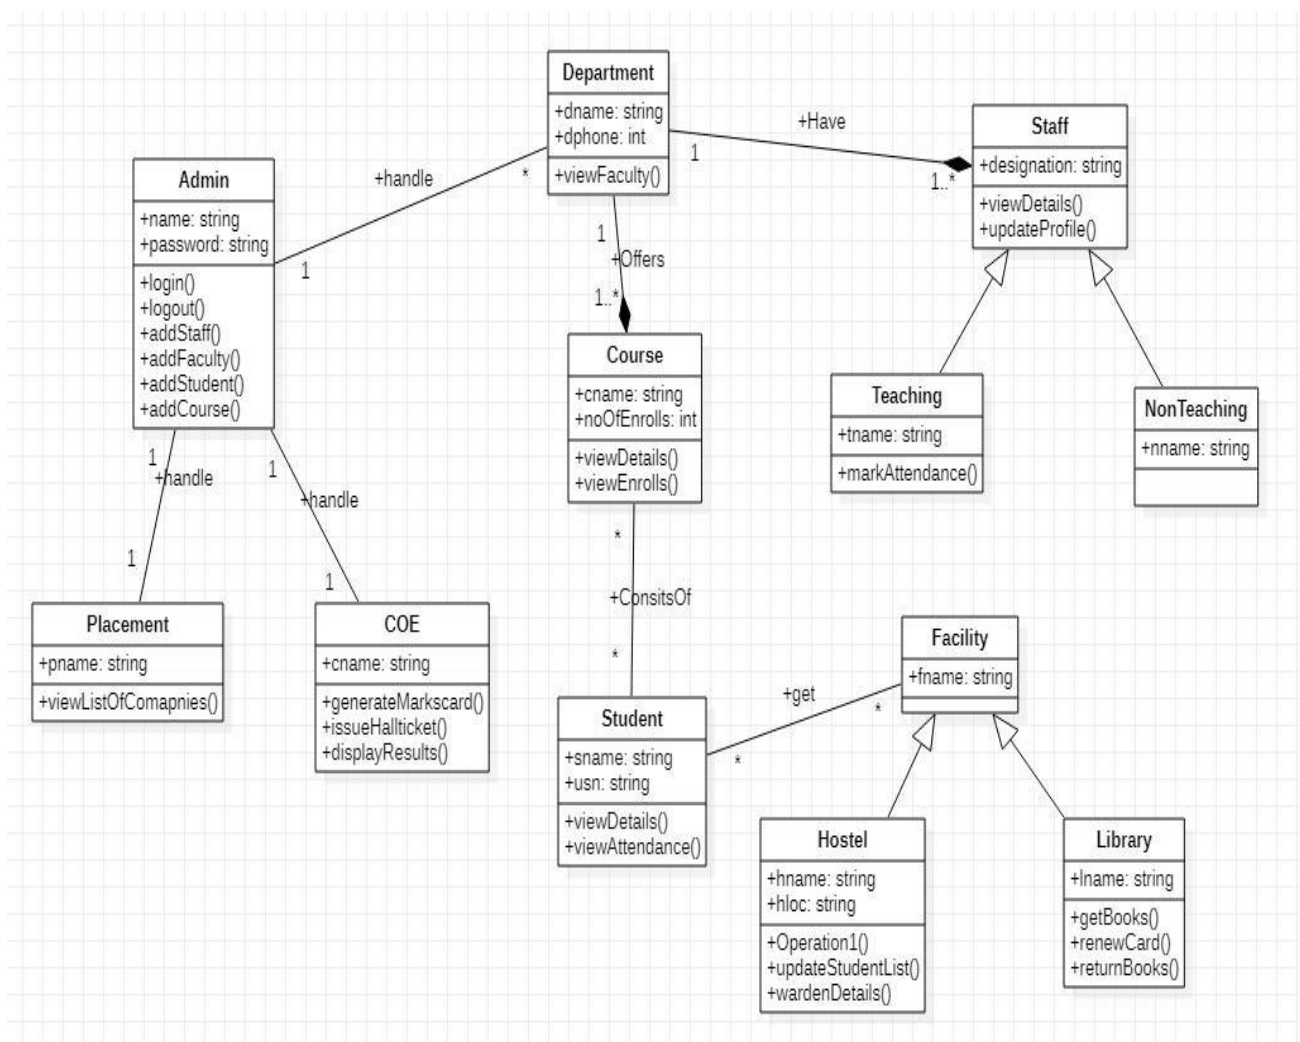 Department
+dname: string
+dphone: int
+viewFaculty()
+Have
1
1..*
Staff
+designation: string
+viewDetails()
+updateProfile()
Admin
+name: string
+password: string
+login()
+logout()
+addStaff()
+addFaculty()
+addStudent()
+addCourse()
+handle
*
1
1
+Offers
1..*
Course
+cname: string
+noOfEnrolls: int
+viewDetails()
+viewEnrolls()
Teaching
+tname: string
+markAttendance()
NonTeaching
+nname: string
1
+handle
1
1
+handle
1
Placement
+pname: string
+viewListOfComapnies()
COE
+cname: string
+generateMarkscard()
+issueHallticket()
+displayResults()
*
+ConsitsOf
*
Student
+sname: string
+usn: string
+viewDetails()
+viewAttendance()
+get
*
*
Facility
+fname: string
Hostel
+hname: string
+hloc: string
+Operation1()
+updateStudentList()
+wardenDetails()
Library
+lname: string
+getBooks()
+renewCard()
+returnBooks()